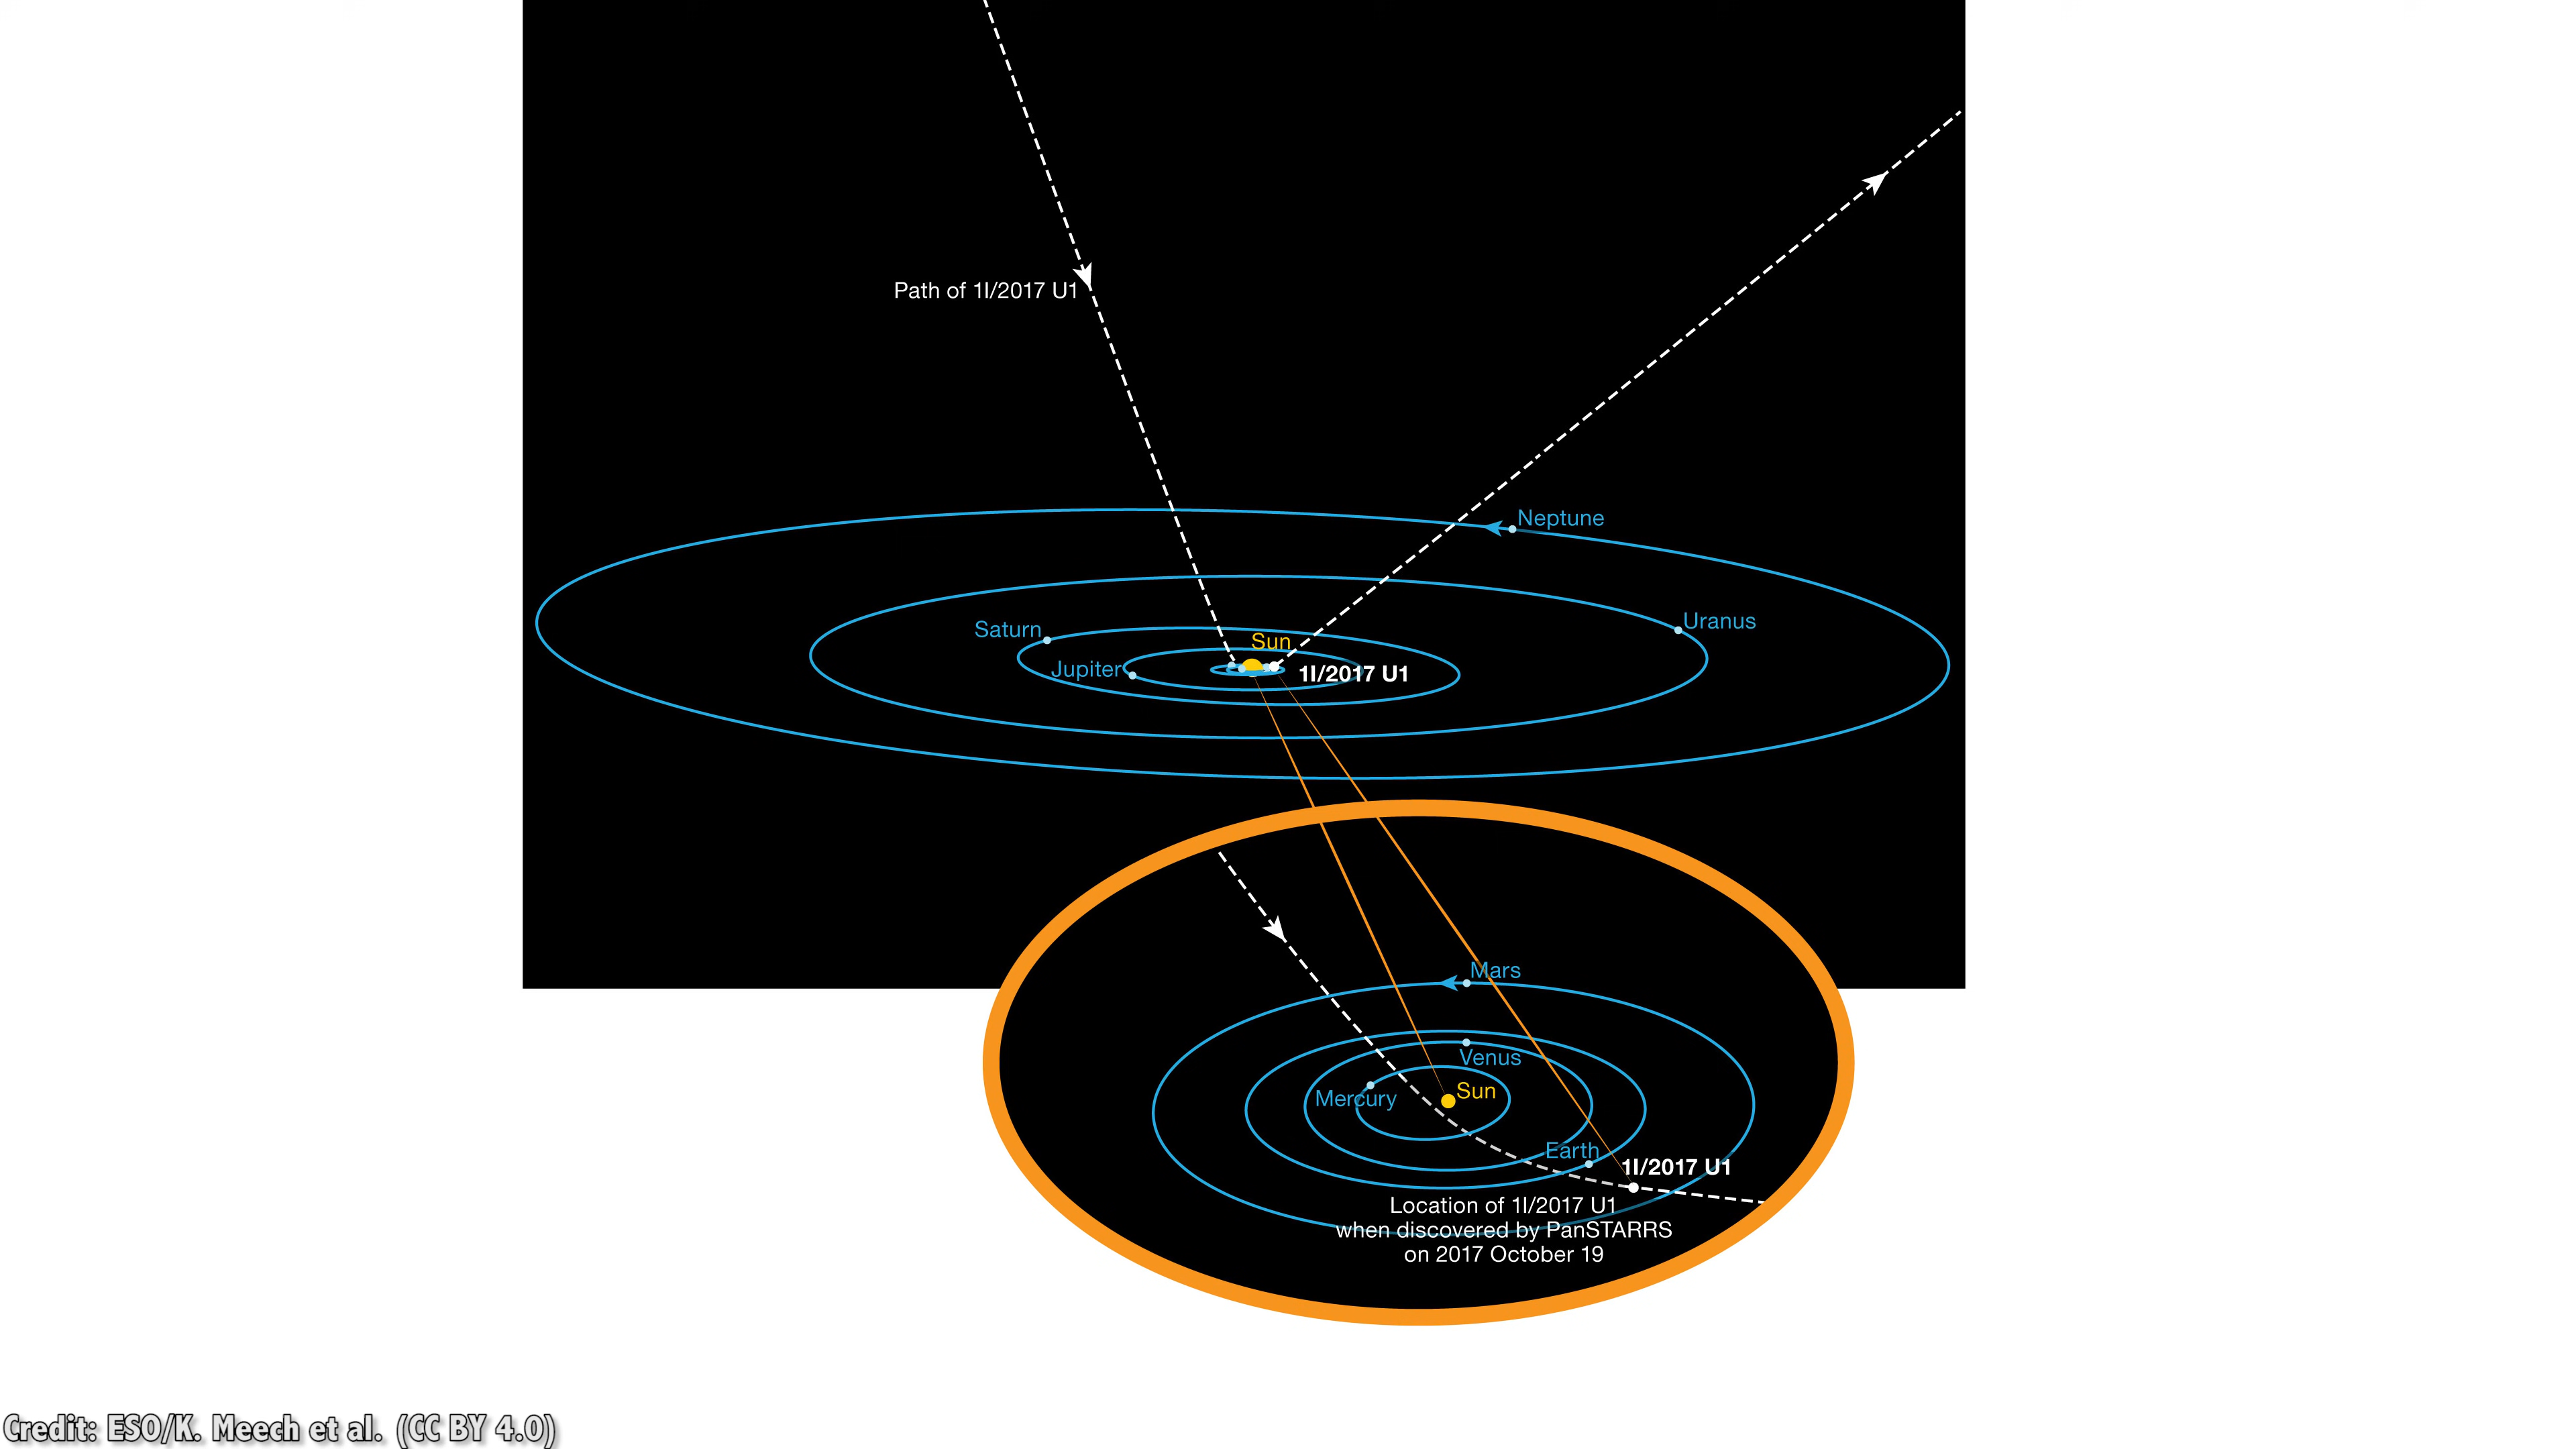 Path of 1I/2017 U1
Neptune
Saturn
Uranus
Sun
Jupiter
1I/2017 U1
Mars
Venus
Sun
Mercury
Earth
1I/2017 U1
Location of 1I/2017 U1
when discovered by PanSTARRS
on 2017 October 19
Credit: ESO/K. Meech et al. (CC BY 4.0)